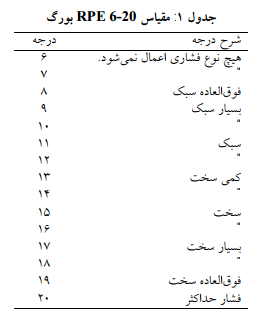 جدول ۱: مقیاس RPE 6-20 بورگ
شرح درجه درجه
هیچ نوع فشاری اعمال نمی‌شود. ۶
" ۷
فوق‌العاده سبک ۸
بسیار سبک ۹
" ۱۰
سبک ۱۱
" ۱۲
کمی سخت ۱۳
" ۱۴
سخت ۱۵
" ۱۶
بسیار سخت ۱۷
" ۱۸
فوق‌العاده سخت ۱۹
فشار حداکثر ۲۰